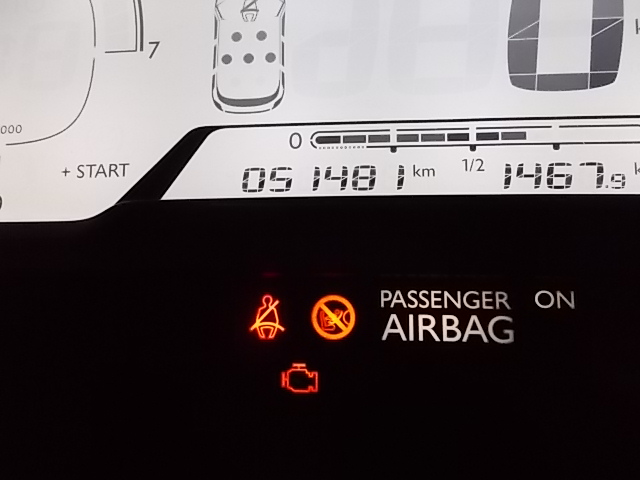 7
000
0
+ START
051481 km
1/2
1467.9
PASSENGER ON
AIRBAG